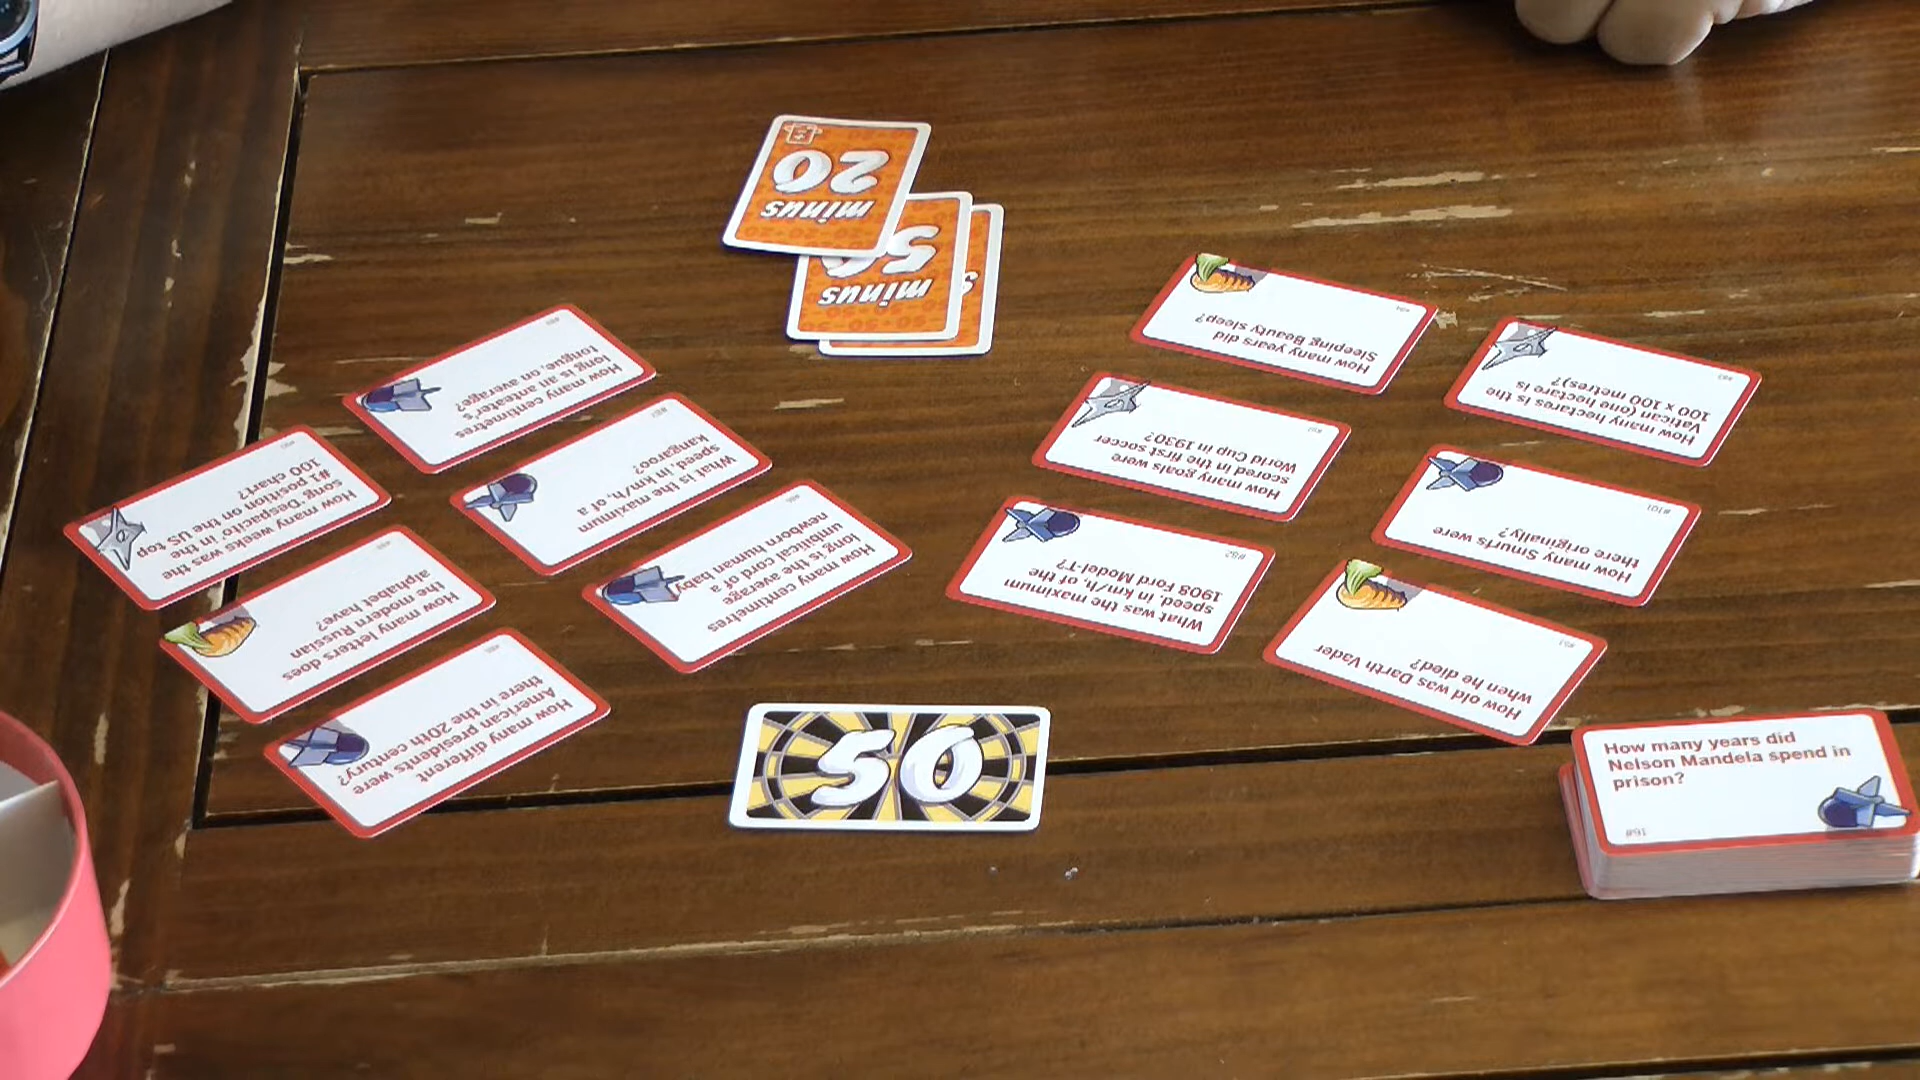 minus
20
minus
50
How many centimetres
long is an anteater's
tongue, on average?
How many years did
Sleeping Beauty sleep?
How many hectares is the
Vatican (one hectare is
100 x 100 metres)?
How many weeks was the
song 'Despacito' in the
#1 position on the US top
100 chart?
What is the maximum
speed, in km/h, of a
kangaroo?
#87
How many goals were
scored in the first soccer
World Cup in 1930?
How many Smurfs were
there originally?
#101
How many letters does
the modern Russian
alphabet have?
How many centimetres
long is the average
umbilical cord of a
newborn human baby?
What was the maximum
speed, in km/h, of the
1908 Ford Model-T?
#82
How old was Darth Vader
when he died?
How many different
American presidents were
there in the 20th century?
50
How many years did
Nelson Mandela spend in
prison?